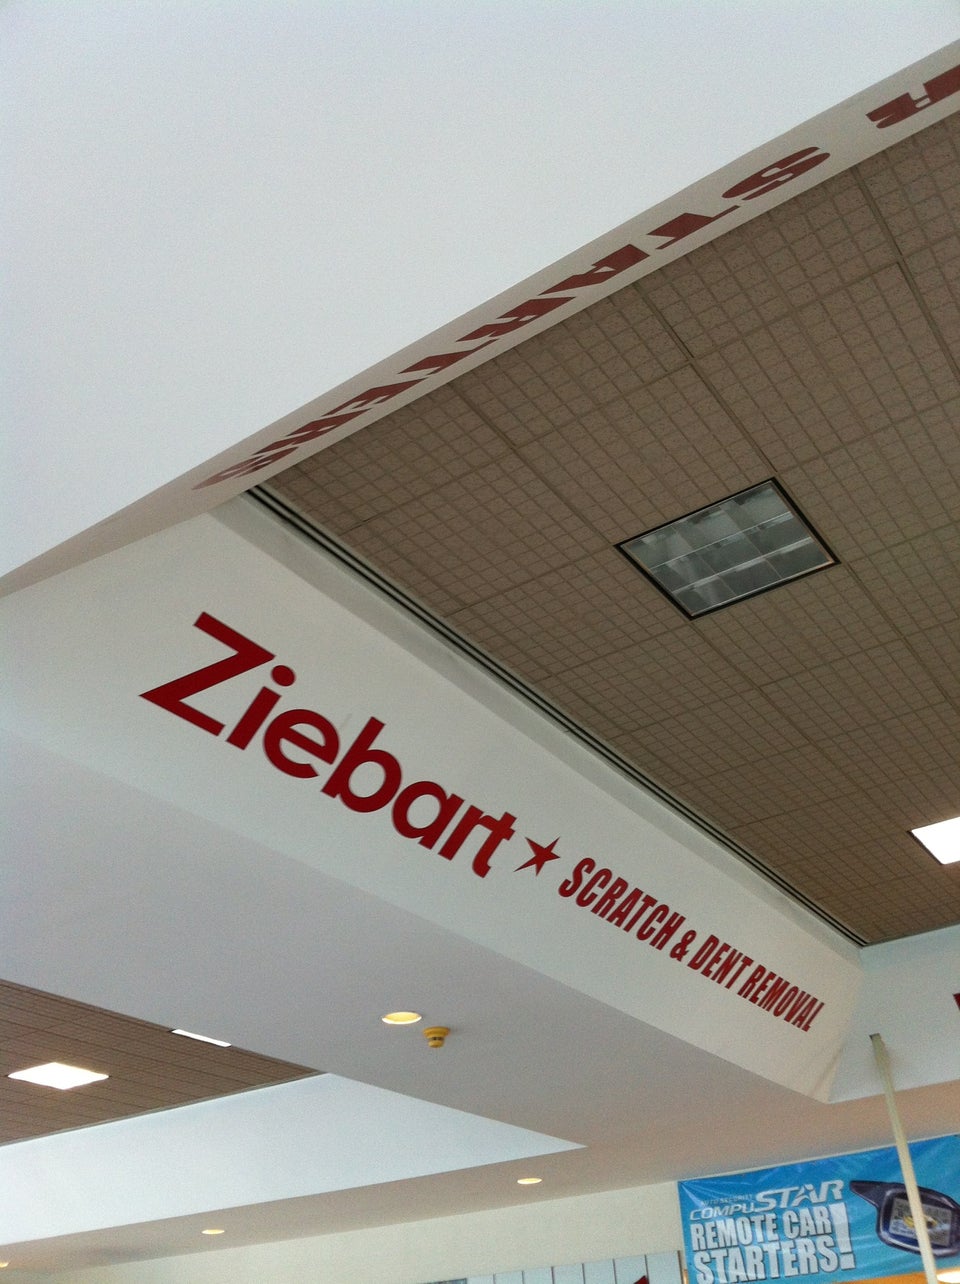 STARTERS
Ziebart★SCRATCH & DENT REMOVAL
COMPUSTAR
REMOTE CAR
STARTERS!